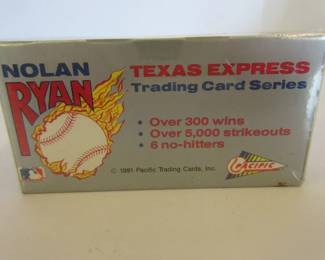 NOLAN
RYAN
TEXAS EXPRESS
Trading Card Series
• Over 300 wins
• Over 5,000 strikeouts
• 6 no-hitters
© 1991 Pacific Trading Cards, Inc.
PACIFIC